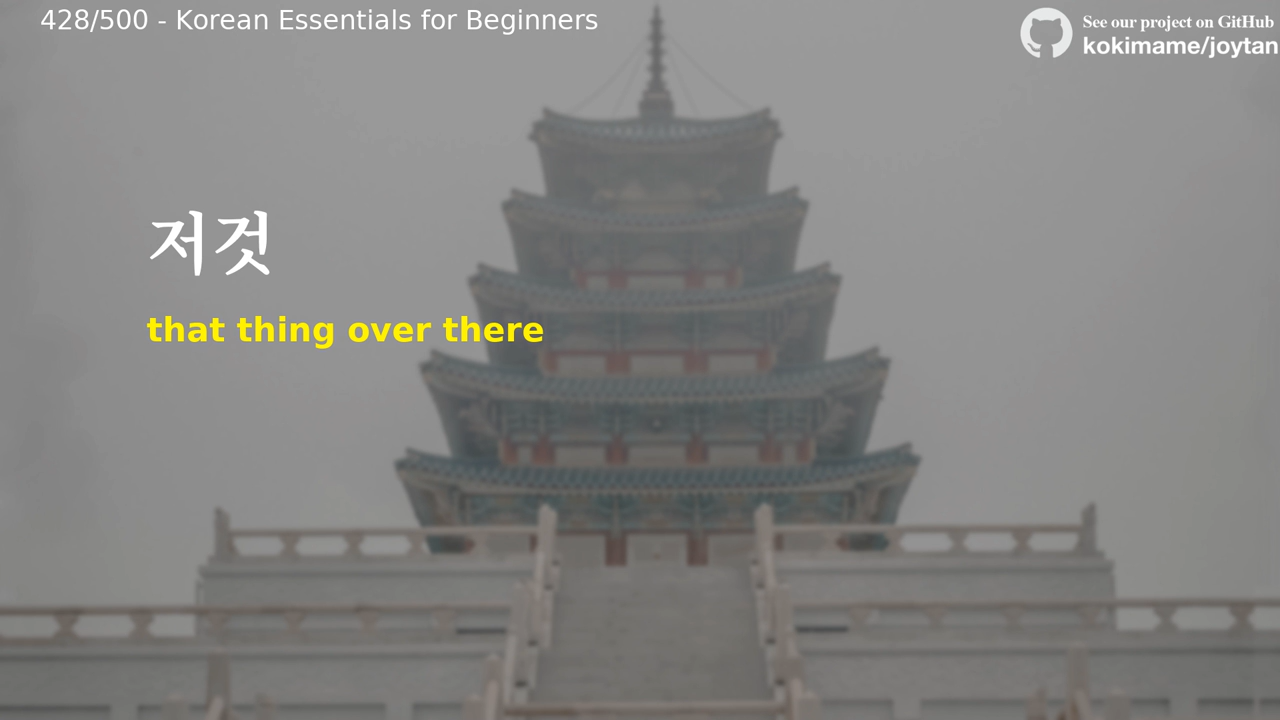 428/500 - Korean Essentials for Beginners
See our project on GitHub
kokimame/joytan
저것
that thing over there